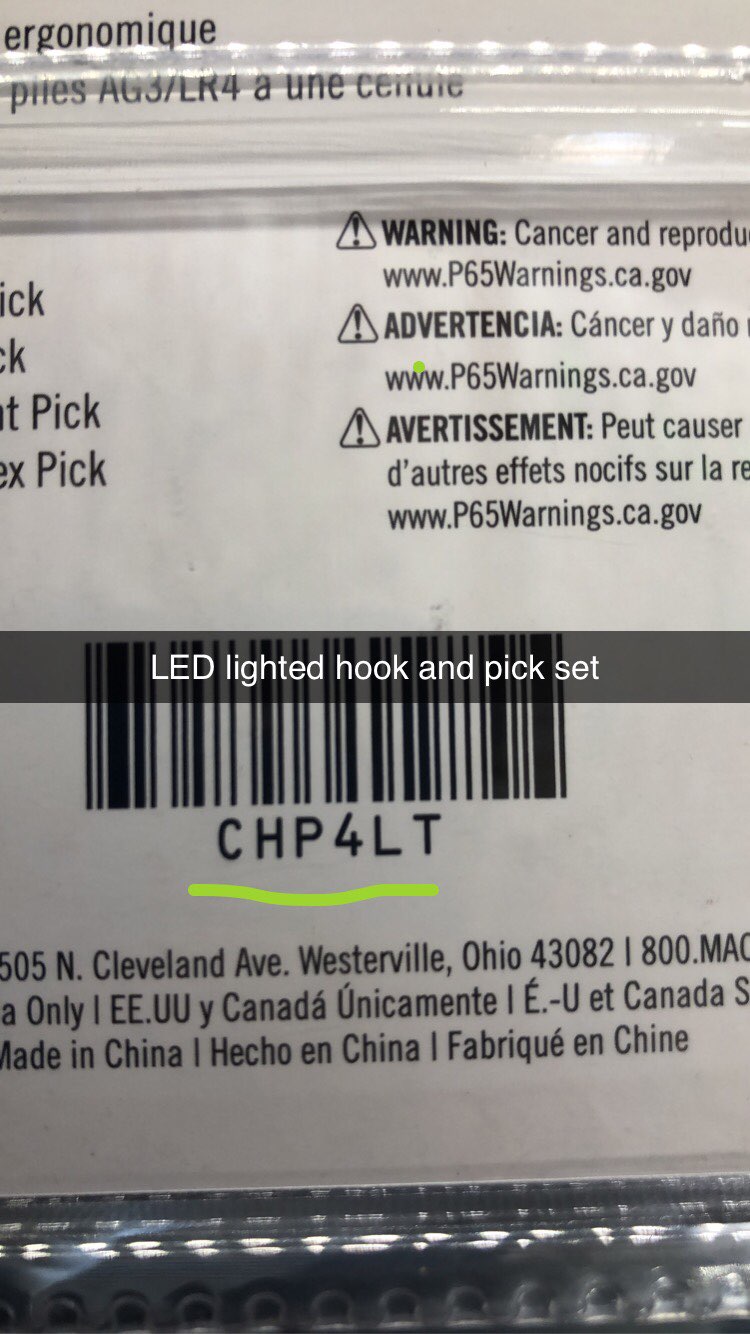 ergonomique
piles AG3/LR4 à une cellule
ick
ck
nt Pick
ex Pick
WARNING: Cancer and reprodu
www.P65Warnings.ca.gov
ADVERTENCIA: Cáncer y daño
www.P65Warnings.ca.gov
AVERTISSEMENT: Peut causer
d'autres effets nocifs sur la re
www.P65Warnings.ca.gov
LED lighted hook and pick set
CHP4LT
505 N. Cleveland Ave. Westerville, Ohio 43082 | 800.MAC
a Only | EE.UU y Canadá Únicamente | É.-U et Canada S
Made in China | Hecho en China | Fabriqué en Chine